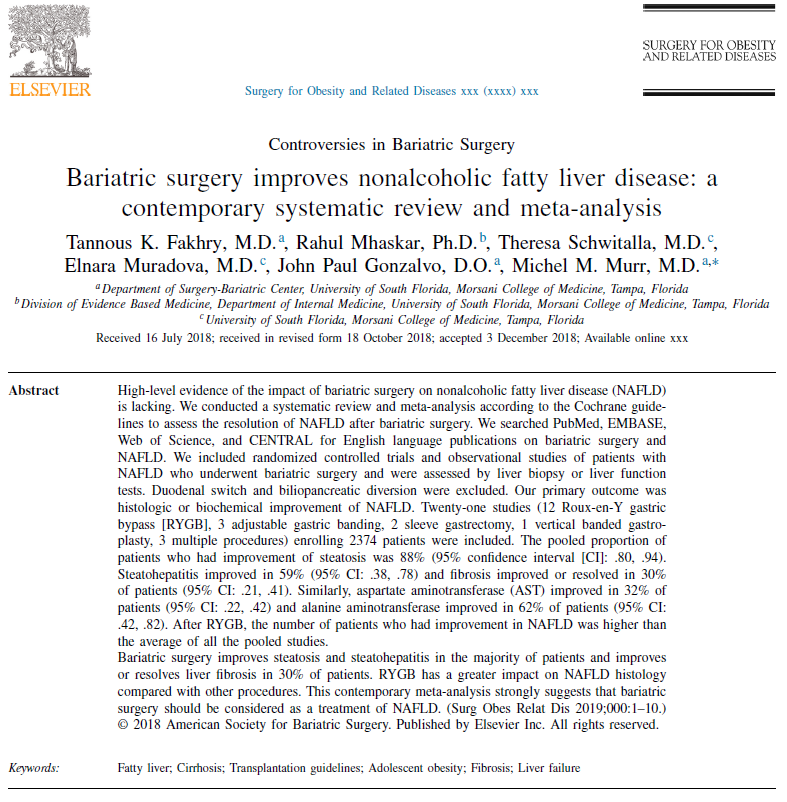 ELSEVIER
SURGERY FOR OBESITY
AND RELATED DISEASES
Surgery for Obesity and Related Diseases xxx (xxxx) xxx
Controversies in Bariatric Surgery
Bariatric surgery improves nonalcoholic fatty liver disease: a
contemporary systematic review and meta-analysis
Tannous K. Fakhry, M.D.ᵃ, Rahul Mhaskar, Ph.D.ᵇ, Theresa Schwitalla, M.D.ᶜ,
Elnara Muradova, M.D.ᶜ, John Paul Gonzalvo, D.O.ᵃ, Michel M. Murr, M.D.ᵃ,*
ᵃ Department of Surgery-Bariatric Center, University of South Florida, Morsani College of Medicine, Tampa, Florida
ᵇ Division of Evidence Based Medicine, Department of Internal Medicine, University of South Florida, Morsani College of Medicine, Tampa, Florida
ᶜ University of South Florida, Morsani College of Medicine, Tampa, Florida
Received 16 July 2018; received in revised form 18 October 2018; accepted 3 December 2018; Available online xxx
Abstract High-level evidence of the impact of bariatric surgery on nonalcoholic fatty liver disease (NAFLD)
is lacking. We conducted a systematic review and meta-analysis according to the Cochrane guide-
lines to assess the resolution of NAFLD after bariatric surgery. We searched PubMed, EMBASE,
Web of Science, and CENTRAL for English language publications on bariatric surgery and
NAFLD. We included randomized controlled trials and observational studies of patients with
NAFLD who underwent bariatric surgery and were assessed by liver biopsy or liver function
tests. Duodenal switch and biliopancreatic diversion were excluded. Our primary outcome was
histologic or biochemical improvement of NAFLD. Twenty-one studies (12 Roux-en-Y gastric
bypass [RYGB], 3 adjustable gastric banding, 2 sleeve gastrectomy, 1 vertical banded gastro-
plasty, 3 multiple procedures) enrolling 2374 patients were included. The pooled proportion of
patients who had improvement of steatosis was 88% (95% confidence interval [CI]: .80, .94).
Steatohepatitis improved in 59% (95% CI: .38, .78) and fibrosis improved or resolved in 30%
of patients (95% CI: .21, .41). Similarly, aspartate aminotransferase (AST) improved in 32% of
patients (95% CI: .22, .42) and alanine aminotransferase improved in 62% of patients (95% CI:
.42, .82). After RYGB, the number of patients who had improvement in NAFLD was higher than
the average of all the pooled studies.
Bariatric surgery improves steatosis and steatohepatitis in the majority of patients and improves
or resolves liver fibrosis in 30% of patients. RYGB has a greater impact on NAFLD histology
compared with other procedures. This contemporary meta-analysis strongly suggests that bariatric
surgery should be considered as a treatment of NAFLD. (Surg Obes Relat Dis 2019;000:1–10.)
© 2018 American Society for Bariatric Surgery. Published by Elsevier Inc. All rights reserved.
Keywords: Fatty liver; Cirrhosis; Transplantation guidelines; Adolescent obesity; Fibrosis; Liver failure